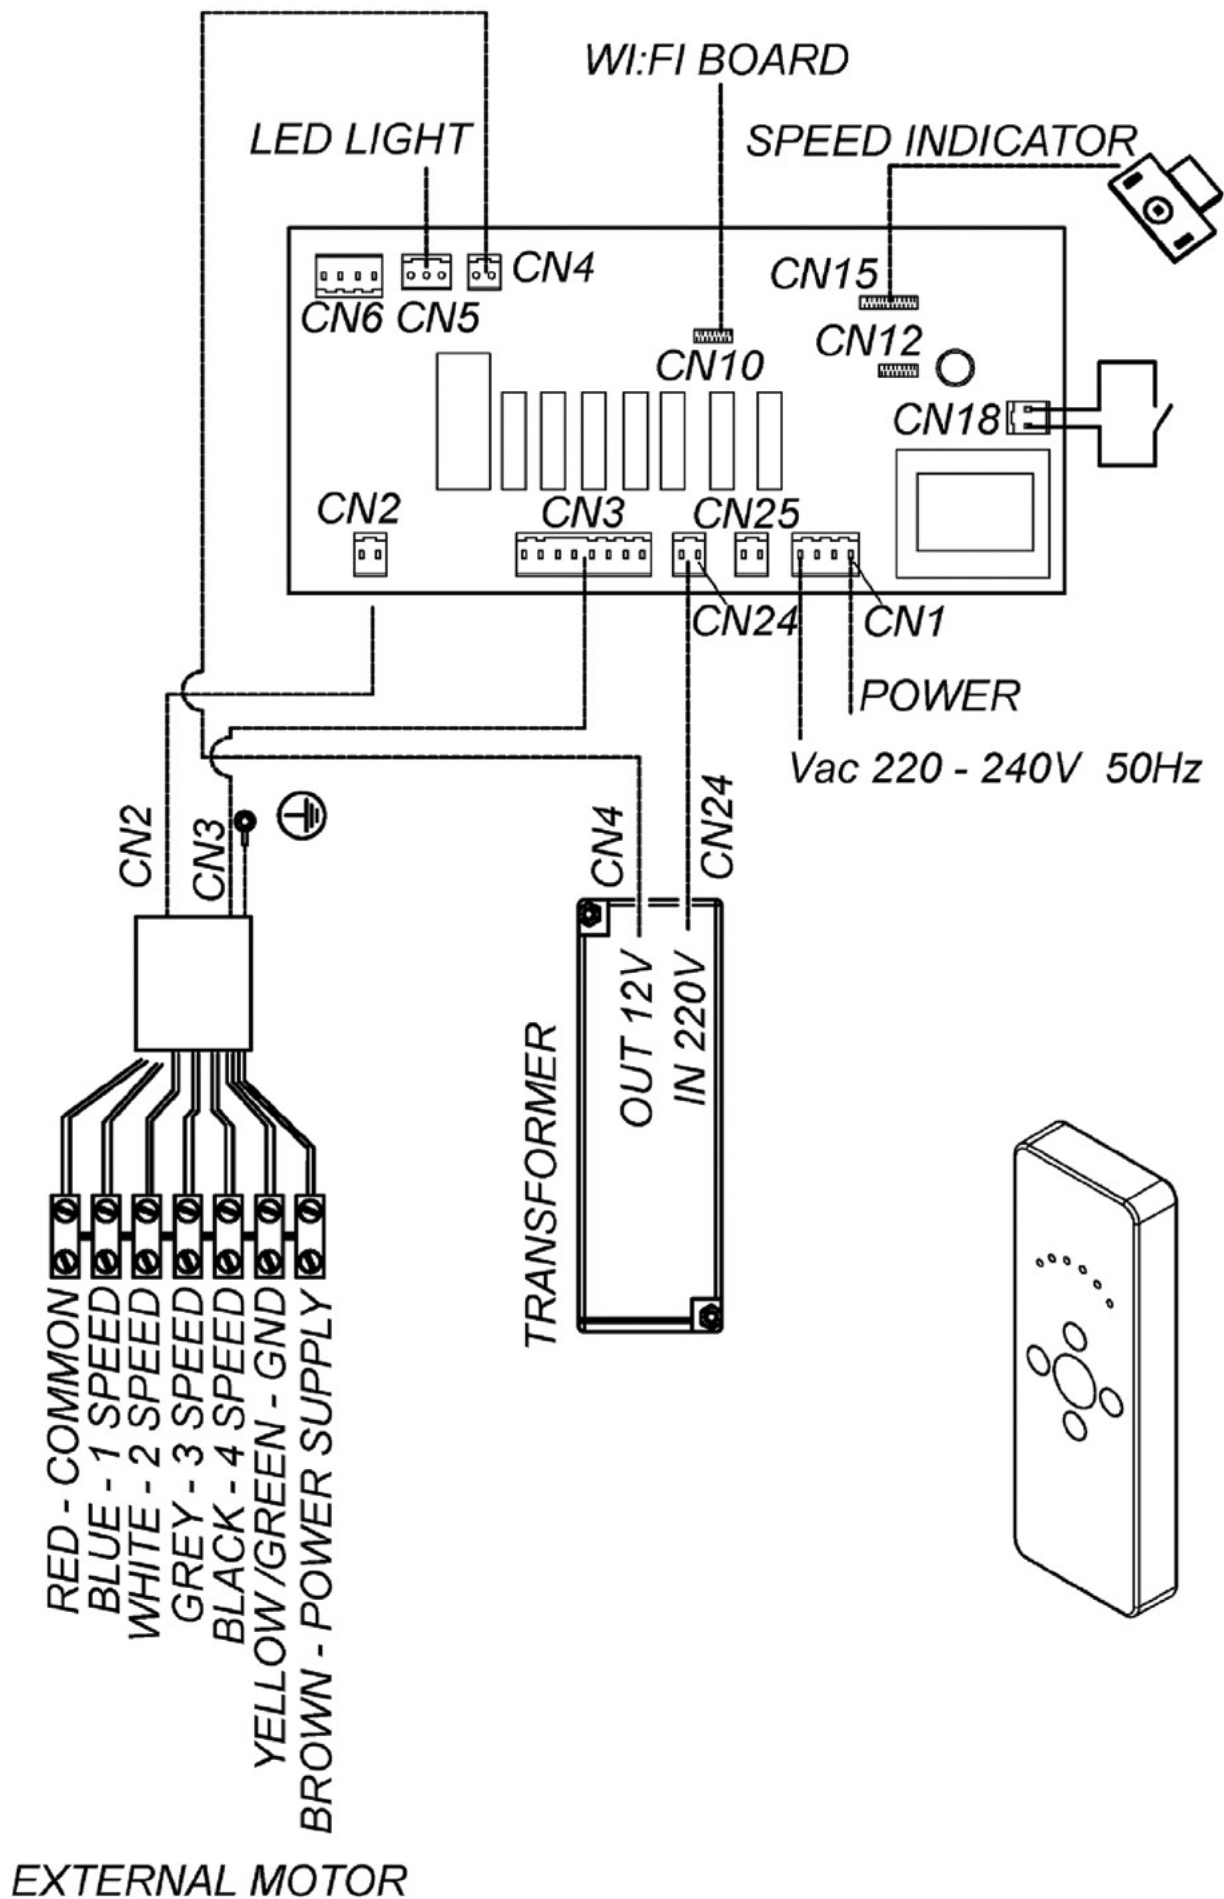 WI:FI BOARD
LED LIGHT
SPEED INDICATOR
CN4
CN15
CN6
CN5
CN12
CN10
CN18
CN2
CN3
CN25
CN24
CN1
POWER
Vac 220 - 240V 50Hz
CN2
CN3
CN4
CN24
OUT 12V
IN 220V
TRANSFORMER
RED - COMMON
BLUE - 1 SPEED
WHITE - 2 SPEED
GREY - 3 SPEED
BLACK - 4 SPEED
YELLOW/GREEN - GND
BROWN - POWER SUPPLY
EXTERNAL MOTOR